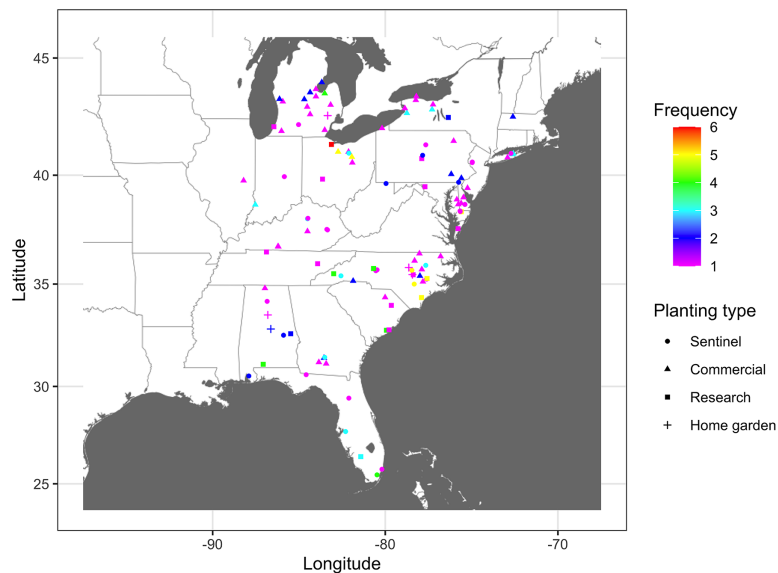 45
40
35
30
25
Latitude
-90
-80
-70
Longitude
Frequency
6
5
4
3
2
1
Planting type
Sentinel
Commercial
Research
Home garden